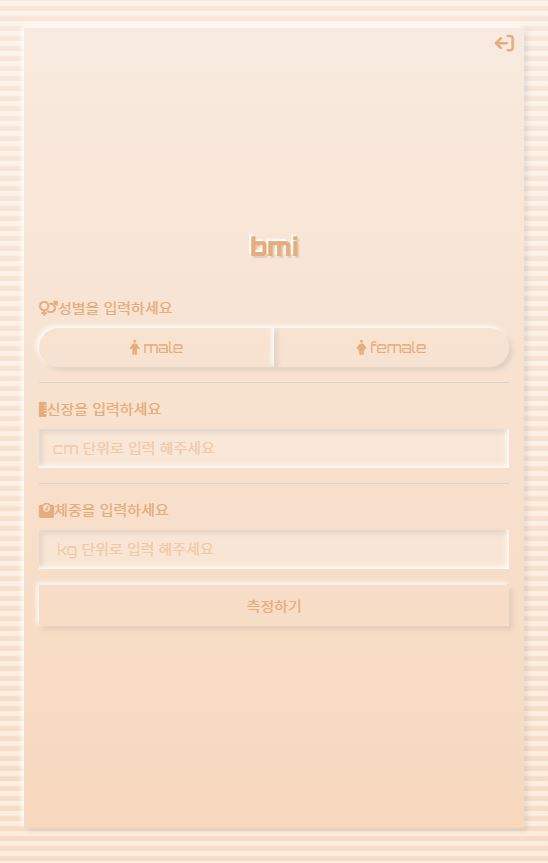 bmi
성별을 입력하세요
male female
신장을 입력하세요
cm 단위로 입력 해주세요
체중을 입력하세요
kg 단위로 입력 해주세요
측정하기